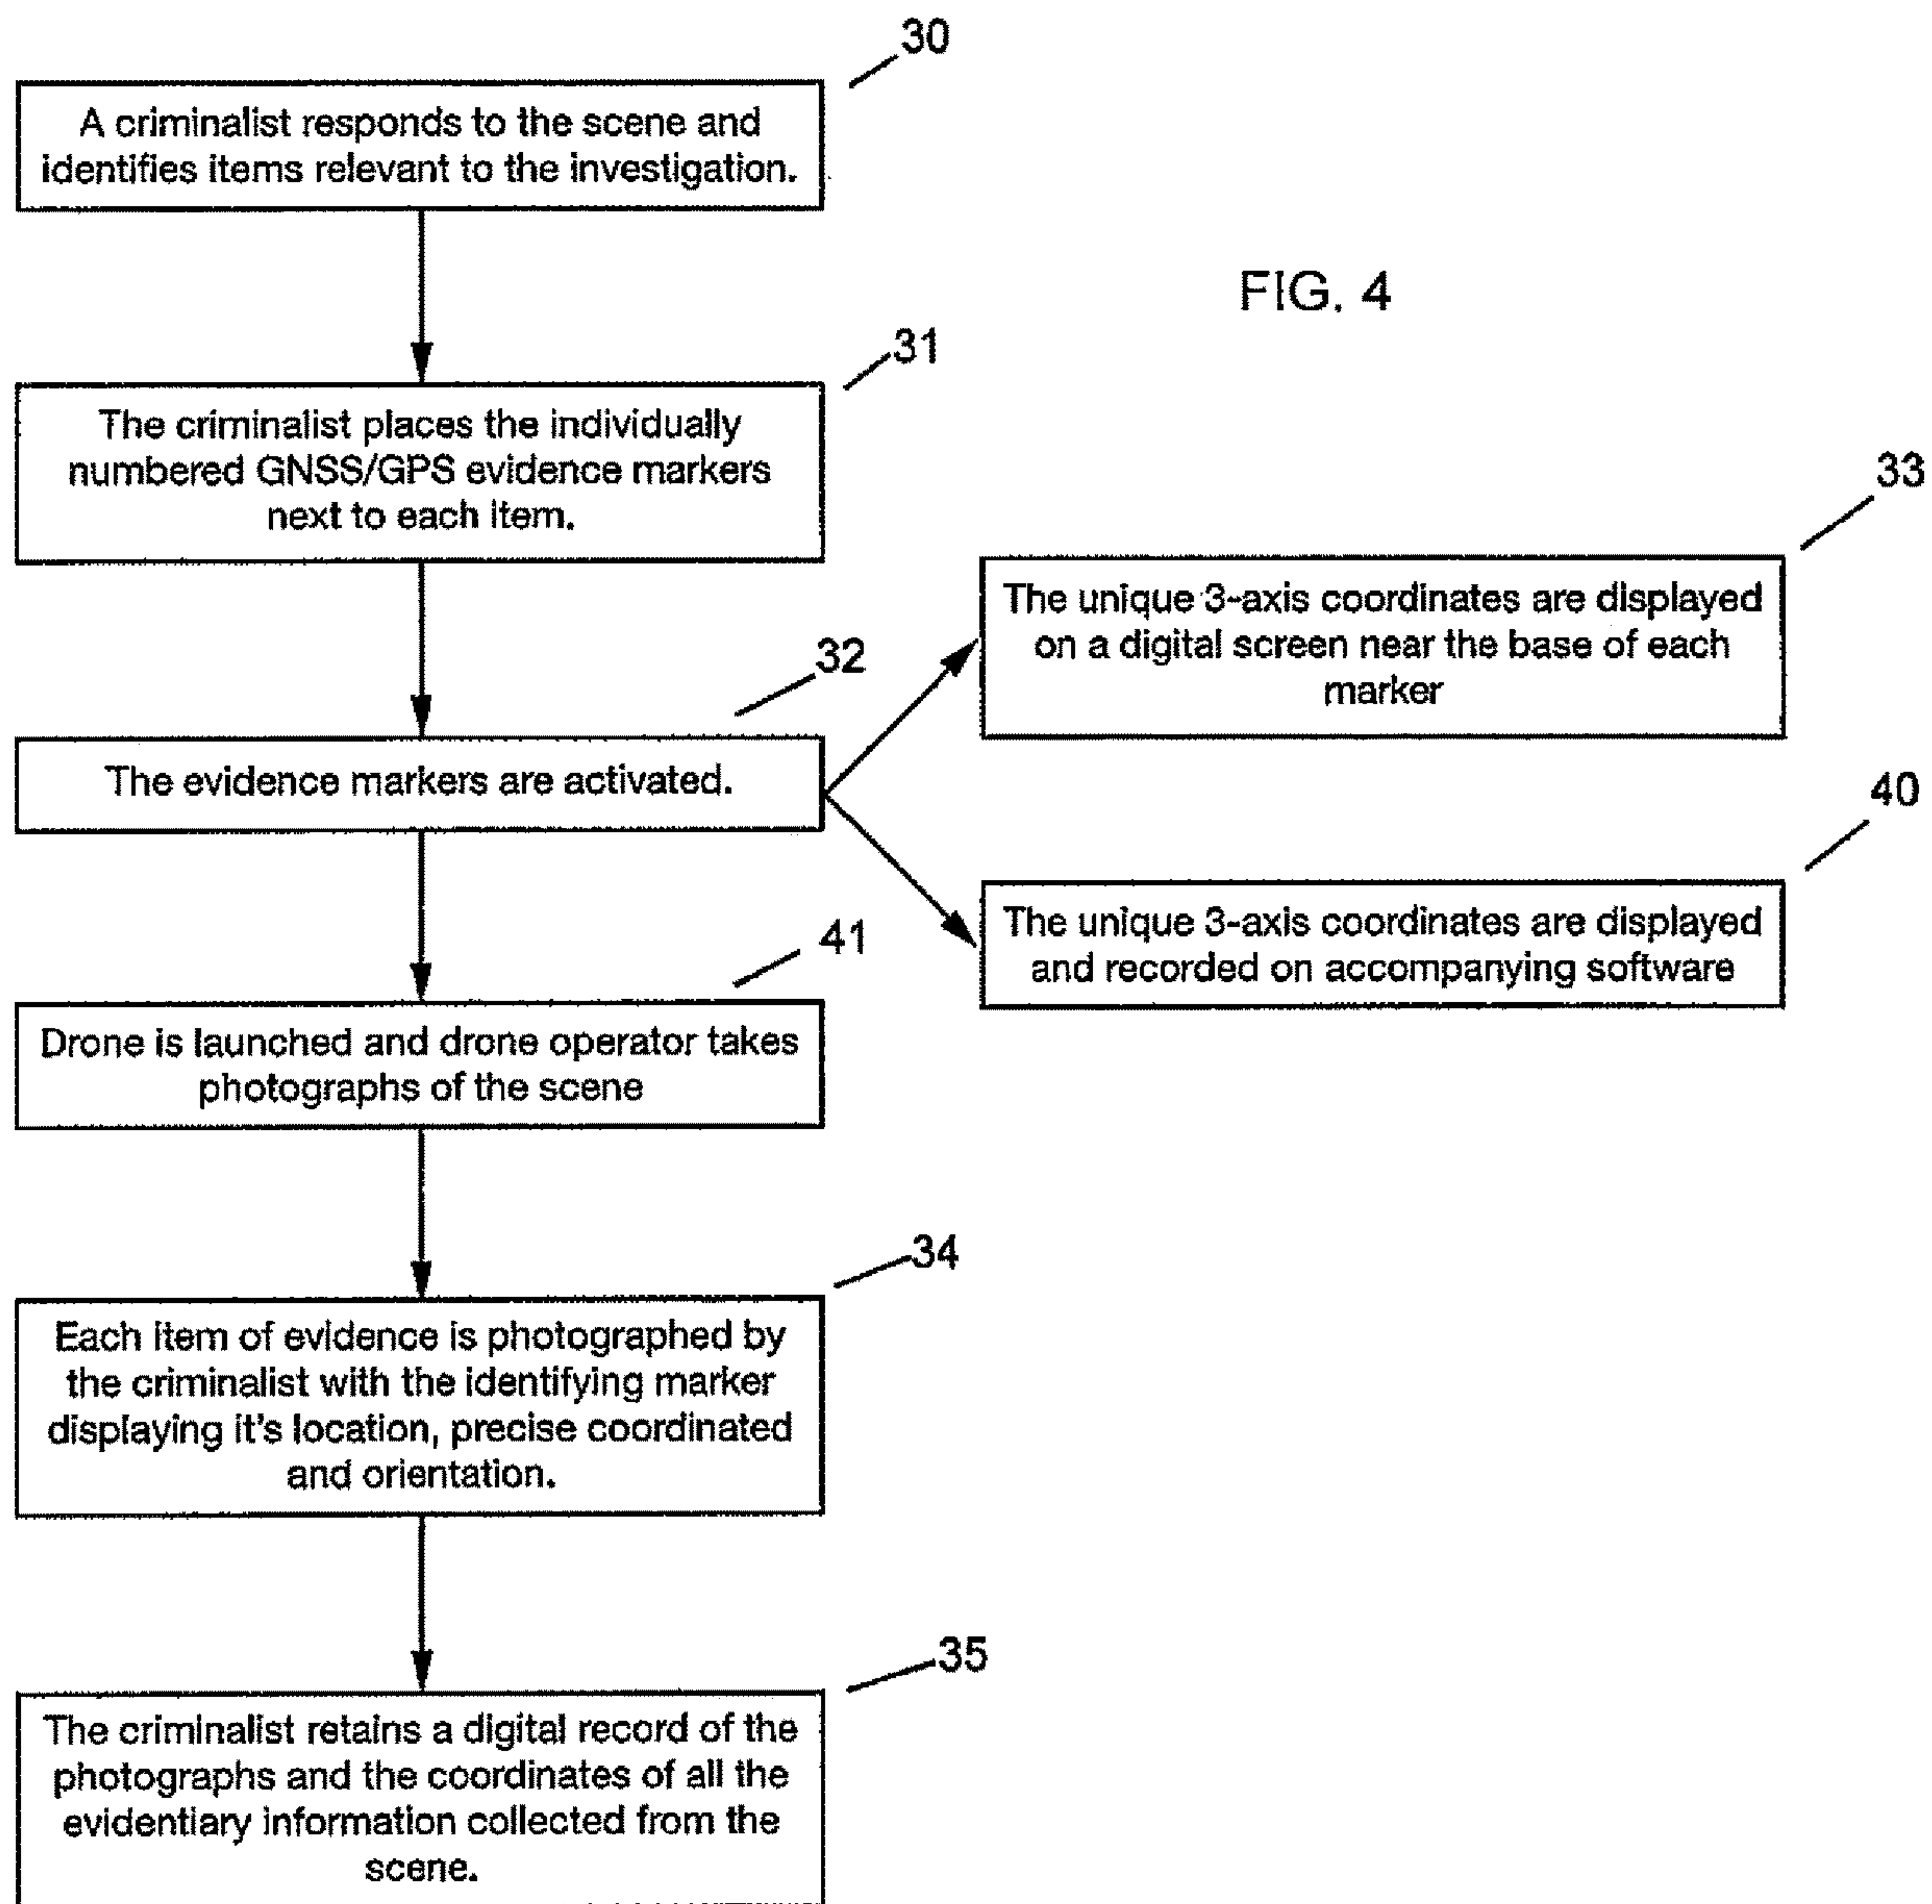 30
A criminalist responds to the scene and
identifies items relevant to the investigation.
FIG. 4
31
The criminalist places the individually
numbered GNSS/GPS evidence markers
next to each item.
33
The unique 3-axis coordinates are displayed
on a digital screen near the base of each
marker
32
The evidence markers are activated.
40
The unique 3-axis coordinates are displayed
and recorded on accompanying software
41
Drone is launched and drone operator takes
photographs of the scene
34
Each item of evidence is photographed by
the criminalist with the identifying marker
displaying it's location, precise coordinated
and orientation.
35
The criminalist retains a digital record of the
photographs and the coordinates of all the
evidentiary information collected from the
scene.